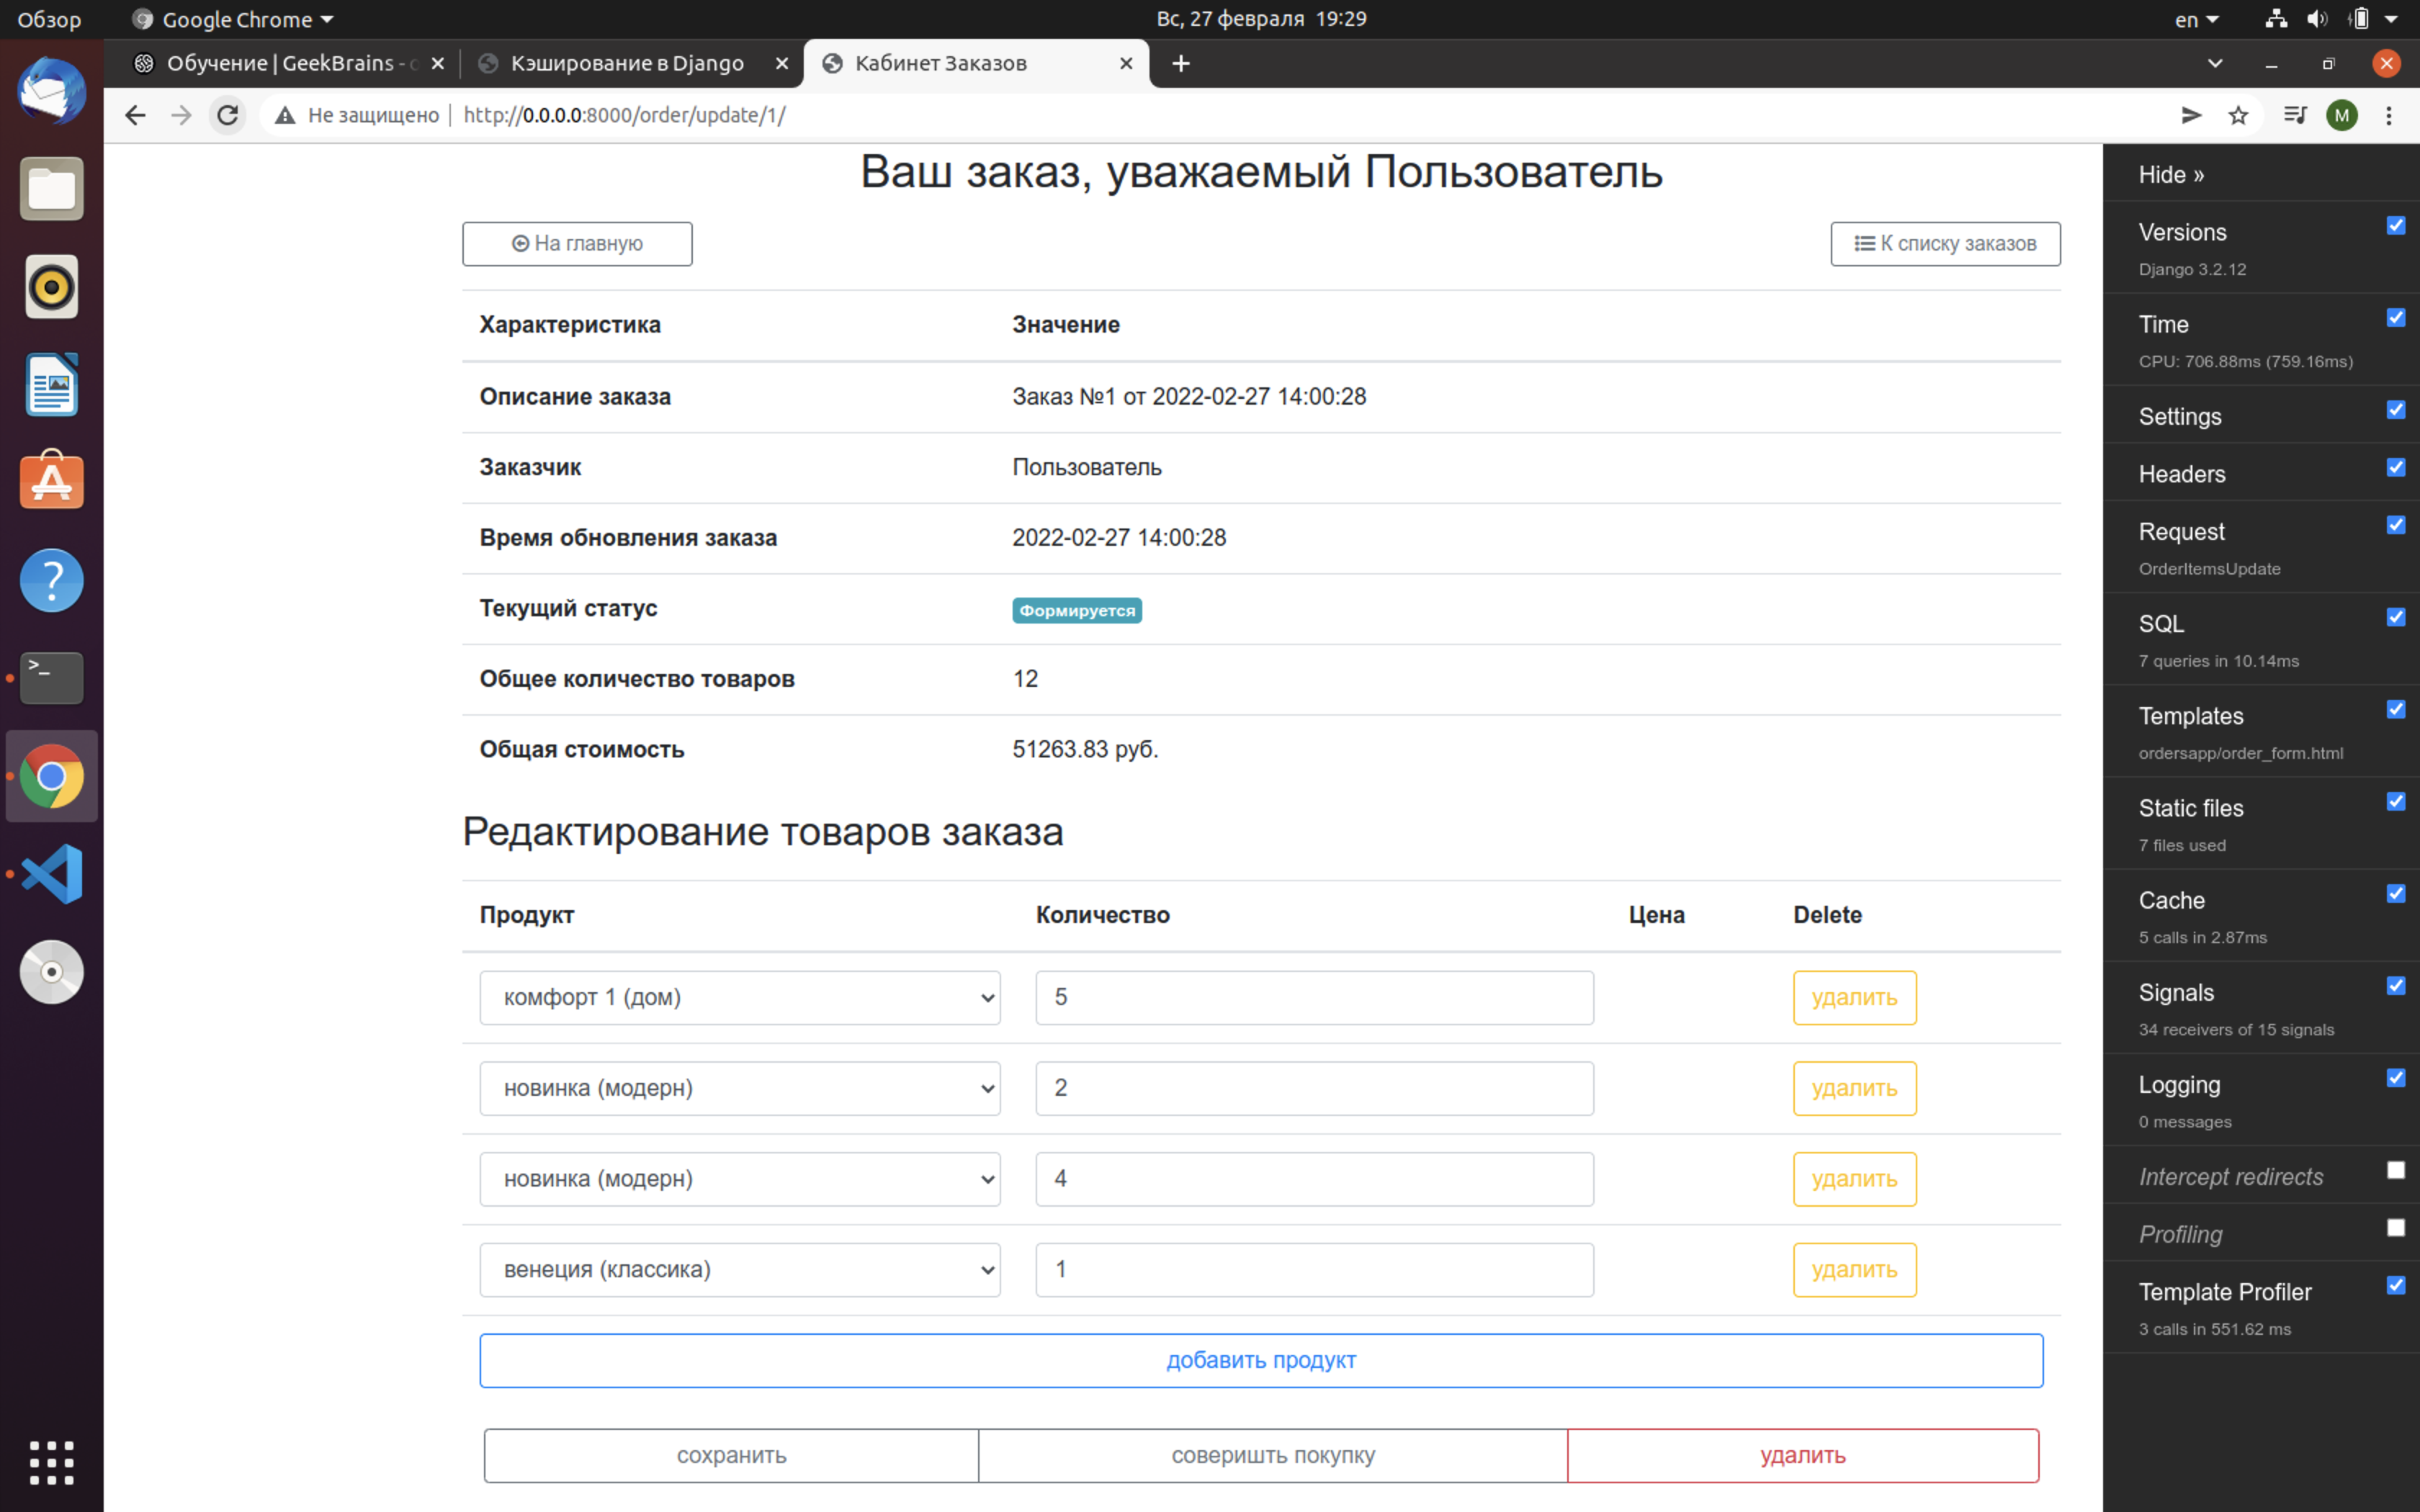 Обзор
Google Chrome
Вс, 27 февраля 19:29
en
Обучение | GeekBrains -
Кэширование в Django
Кабинет Заказов
Не защищено
http://0.0.0.0:8000/order/update/1/
M
Ваш заказ, уважаемый Пользователь
На главную
К списку заказов
Характеристика Значение
Описание заказа Заказ №1 от 2022-02-27 14:00:28
Заказчик Пользователь
Время обновления заказа 2022-02-27 14:00:28
Текущий статус Формируется
Общее количество товаров 12
Общая стоимость 51263.83 руб.
Редактирование товаров заказа
Продукт Количество Цена Delete
комфорт 1 (дом) 5 удалить
новинка (модерн) 2 удалить
новинка (модерн) 4 удалить
венеция (классика) 1 удалить
добавить продукт
сохранить
соверишть покупку
удалить
Hide »
Versions
Django 3.2.12
Time
CPU: 706.88ms (759.16ms)
Settings
Headers
Request
OrderItemsUpdate
SQL
7 queries in 10.14ms
Templates
ordersapp/order_form.html
Static files
7 files used
Cache
5 calls in 2.87ms
Signals
34 receivers of 15 signals
Logging
0 messages
Intercept redirects
Profiling
Template Profiler
3 calls in 551.62 ms